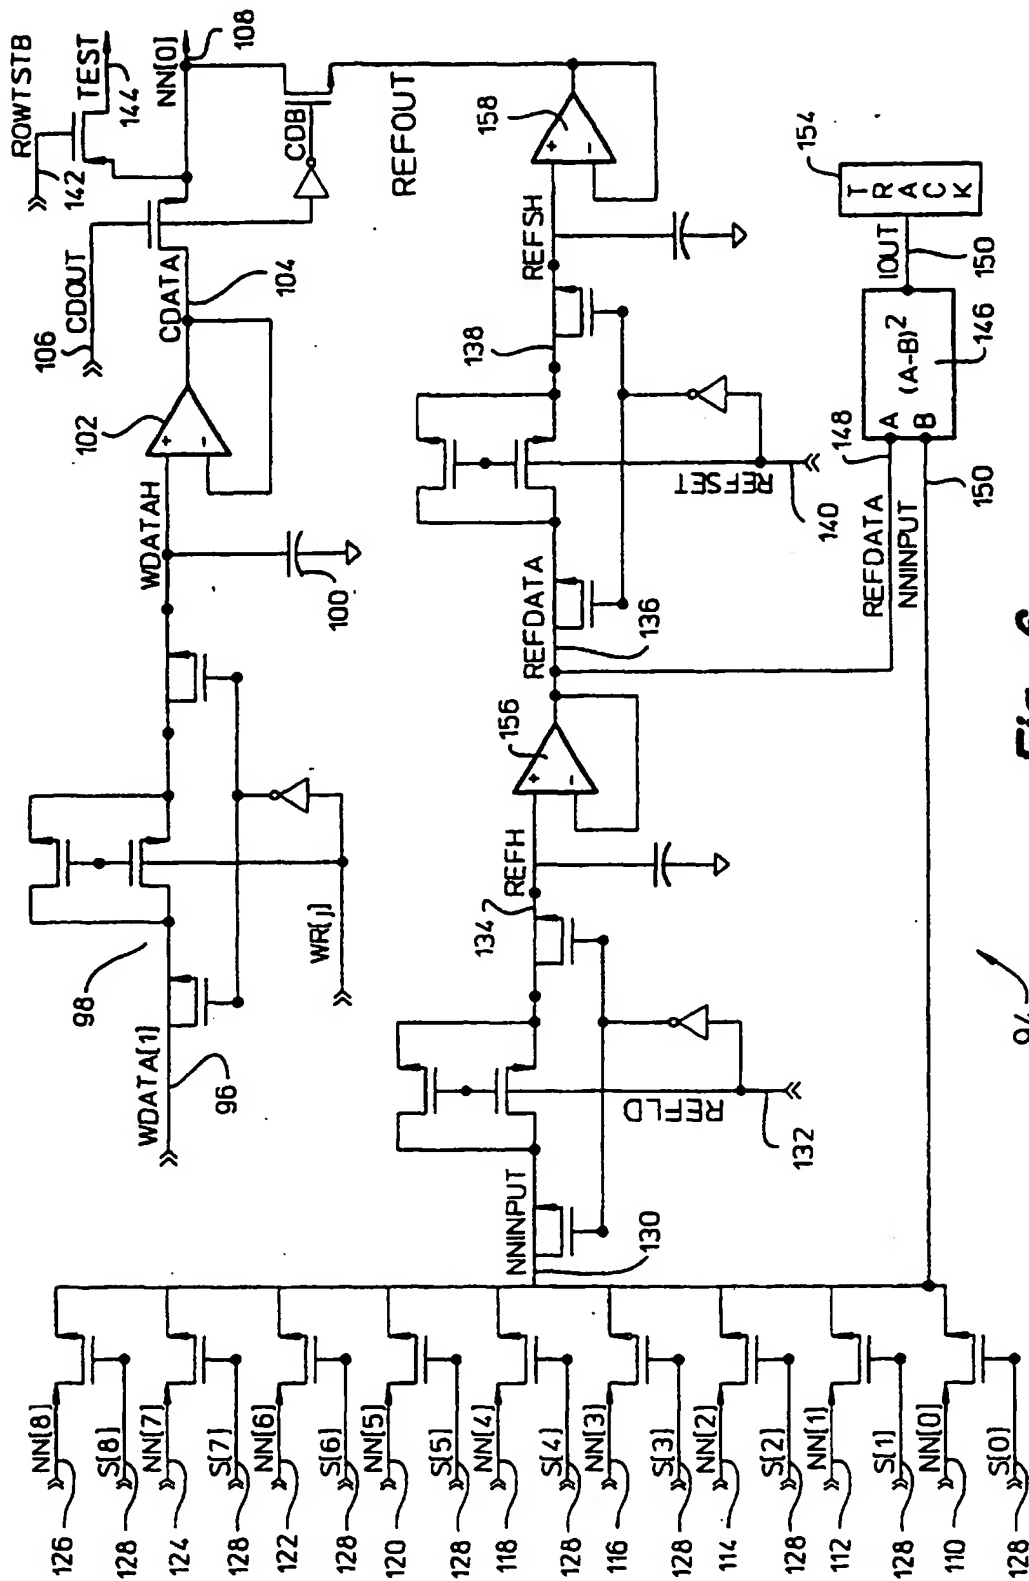 ROWTSTB
142
TEST
144
CDOUT
106
NN[0]
108
CDATA
104
102
+
-
WDATAH
100
98
WDATA[1]
96
WR[j]
CDB
REFOUT
158
+
-
REFSH
138
REFSET
140
REFDATA
136
156
+
-
REFH
134
REFLD
132
NNINPUT
130
154
TRACK
IOUT
150
(A-B)2
146
A
B
148
REFDATA
NNINPUT
150
NN[8]
126
S[8]
128
NN[7]
124
S[7]
128
NN[6]
122
S[6]
128
NN[5]
120
S[5]
128
NN[4]
118
S[4]
128
NN[3]
116
S[3]
128
NN[2]
114
S[2]
128
NN[1]
112
S[1]
128
NN[0]
110
S[0]
128
94